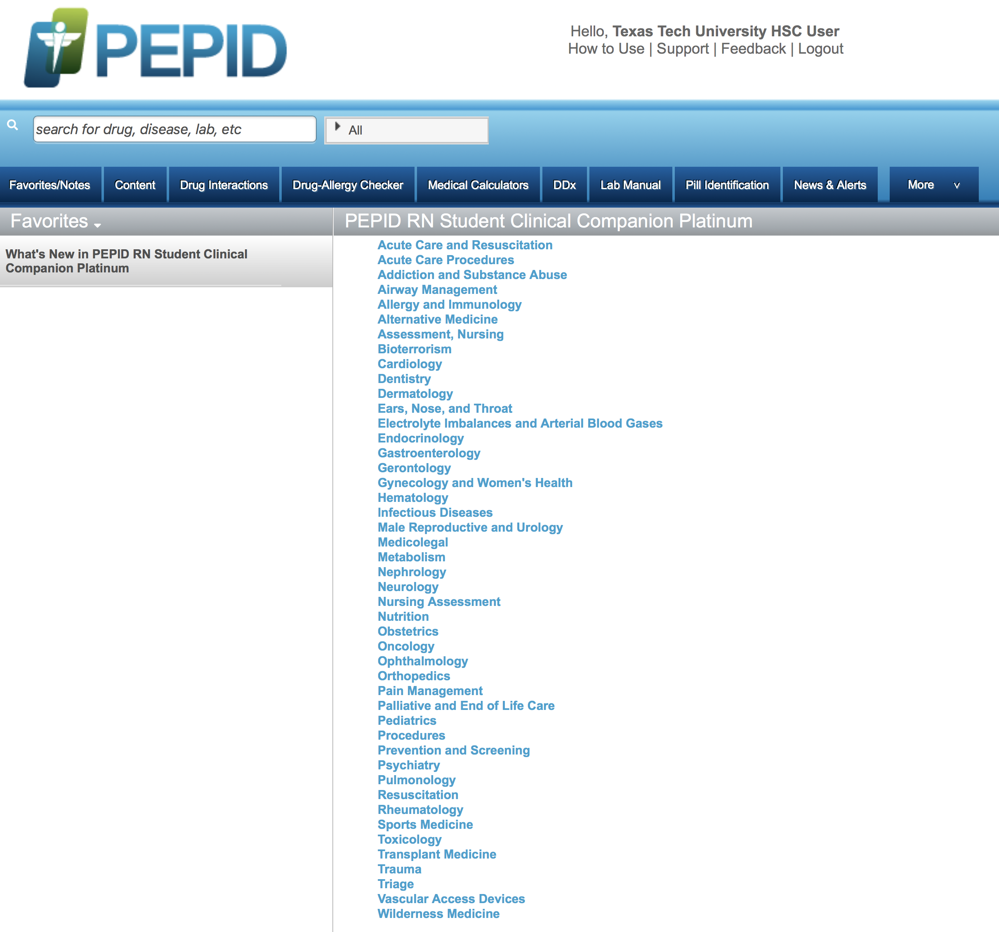 PEPID
Hello, Texas Tech University HSC User
How to Use | Support | Feedback | Logout
search for drug, disease, lab, etc
All
Favorites/Notes
Content
Drug Interactions
Drug-Allergy Checker
Medical Calculators
DDx
Lab Manual
Pill Identification
News & Alerts
More
Favorites
What's New in PEPID RN Student Clinical
Companion Platinum
PEPID RN Student Clinical Companion Platinum
Acute Care and Resuscitation
Acute Care Procedures
Addiction and Substance Abuse
Airway Management
Allergy and Immunology
Alternative Medicine
Assessment, Nursing
Bioterrorism
Cardiology
Dentistry
Dermatology
Ears, Nose, and Throat
Electrolyte Imbalances and Arterial Blood Gases
Endocrinology
Gastroenterology
Gerontology
Gynecology and Women's Health
Hematology
Infectious Diseases
Male Reproductive and Urology
Medicolegal
Metabolism
Nephrology
Neurology
Nursing Assessment
Nutrition
Obstetrics
Oncology
Ophthalmology
Orthopedics
Pain Management
Palliative and End of Life Care
Pediatrics
Procedures
Prevention and Screening
Psychiatry
Pulmonology
Resuscitation
Rheumatology
Sports Medicine
Toxicology
Transplant Medicine
Trauma
Triage
Vascular Access Devices
Wilderness Medicine